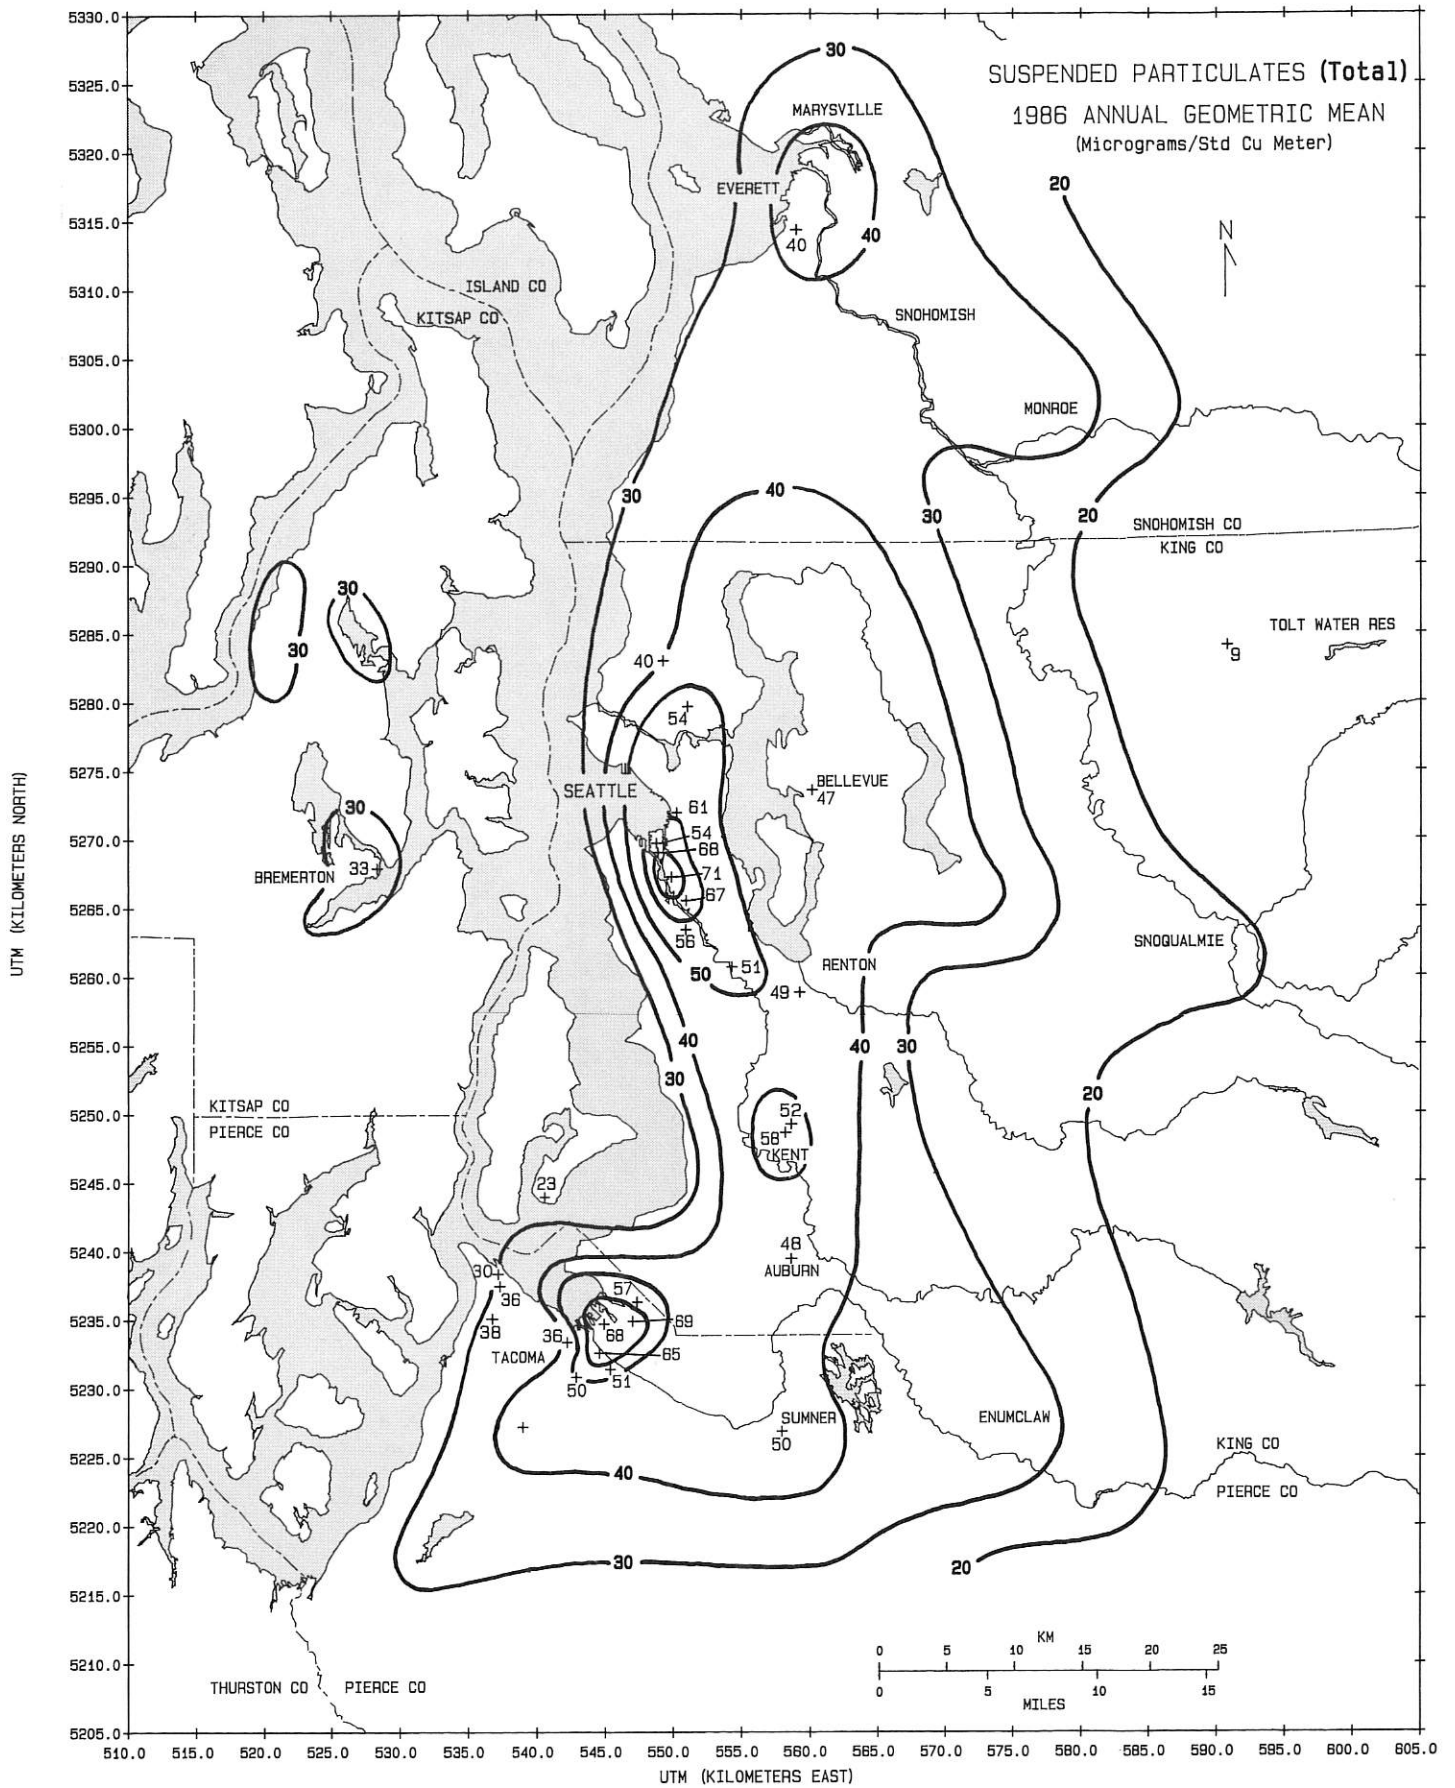 5330.0
30
SUSPENDED PARTICULATES (Total)
5325.0
MARYSVILLE
1986 ANNUAL GEOMETRIC MEAN
(Micrograms/Std Cu Meter)
5320.0
EVERETT
20
5315.0
40
40
N
5310.0
ISLAND CO
KITSAP CO
SNOHOMISH
5305.0
MONROE
5300.0
5295.0
30
40
30
20
SNOHOMISH CO
KING CO
5290.0
30
5285.0
30
40
TOLT WATER RES
9
5280.0
54
5275.0
SEATTLE
BELLEVUE
47
30
61
5270.0
54
68
BREMERTON
33
71
67
5265.0
56
SNOQUALMIE
50
51
RENTON
5260.0
49
5255.0
40
40
30
30
20
5250.0
KITSAP CO
PIERCE CO
52
58
KENT
5245.0
23
5240.0
48
AUBURN
30
36
57
5235.0
38
36
68
69
TACOMA
65
5230.0
50
51
SUMNER
50
ENUMCLAW
5225.0
40
KING CO
PIERCE CO
5220.0
30
20
5215.0
5210.0
KM
0 5 10 15 20 25
0 5 10 15
MILES
THURSTON CO PIERCE CO
5205.0
510.0 515.0 520.0 525.0 530.0 535.0 540.0 545.0 550.0 555.0 560.0 565.0 570.0 575.0 580.0 585.0 590.0 595.0 600.0 605.0
UTM (KILOMETERS EAST)
UTM (KILOMETERS NORTH)